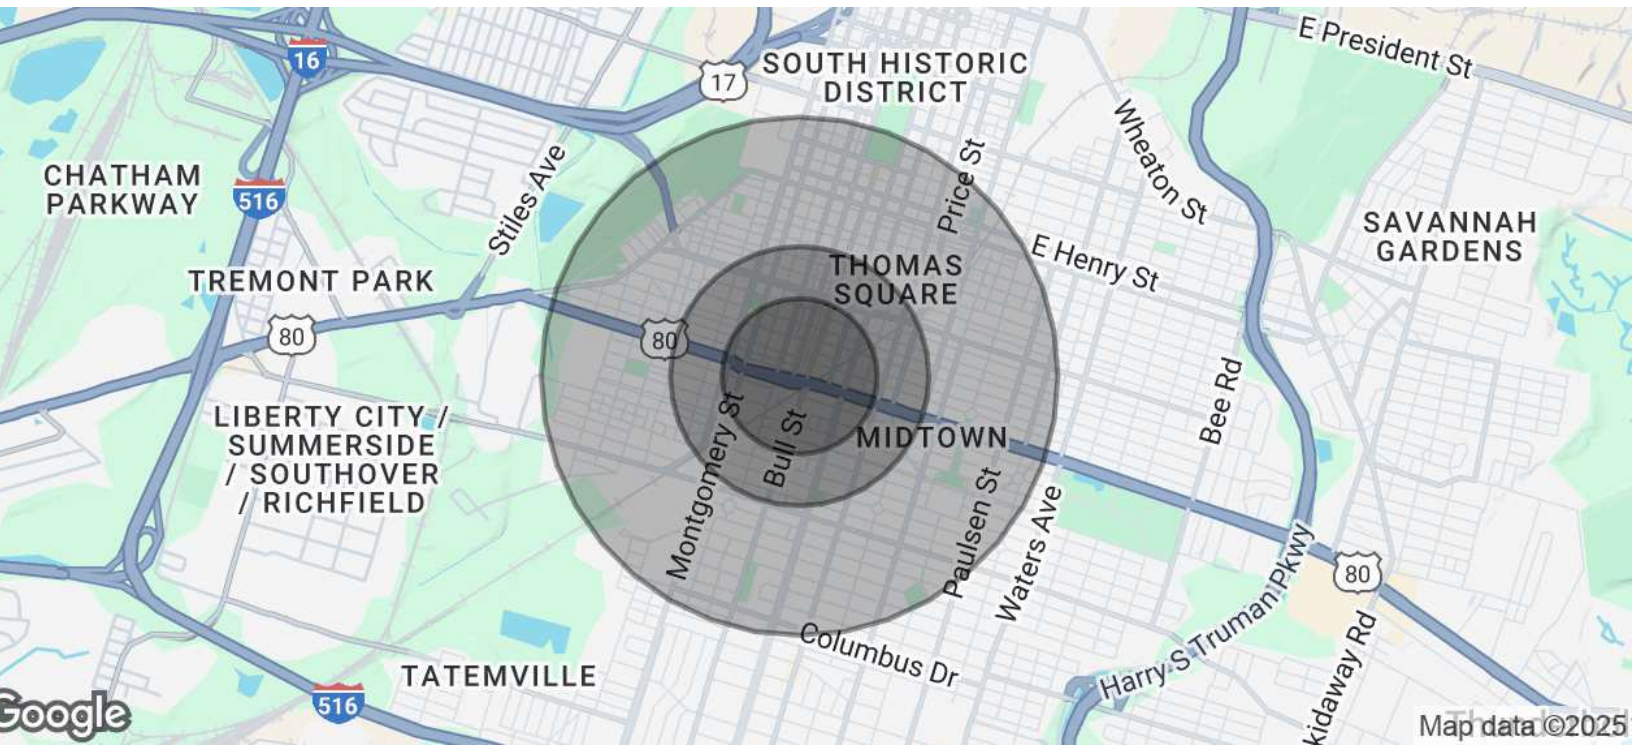 E President St
16
17
SOUTH HISTORIC
DISTRICT
Wheaton St
Price St
Stiles Ave
CHATHAM
PARKWAY
516
SAVANNAH
GARDENS
E Henry St
THOMAS
SQUARE
TREMONT PARK
80
80
Bee Rd
LIBERTY CITY /
SUMMERSIDE
/ SOUTHOVER
/ RICHFIELD
Montgomery St
Bull St
MIDTOWN
Paulsen St
Waters Ave
80
Harry S Truman Pkwy
kidaway Rd
Columbus Dr
TATEMVILLE
516
Google
Map data ©2025